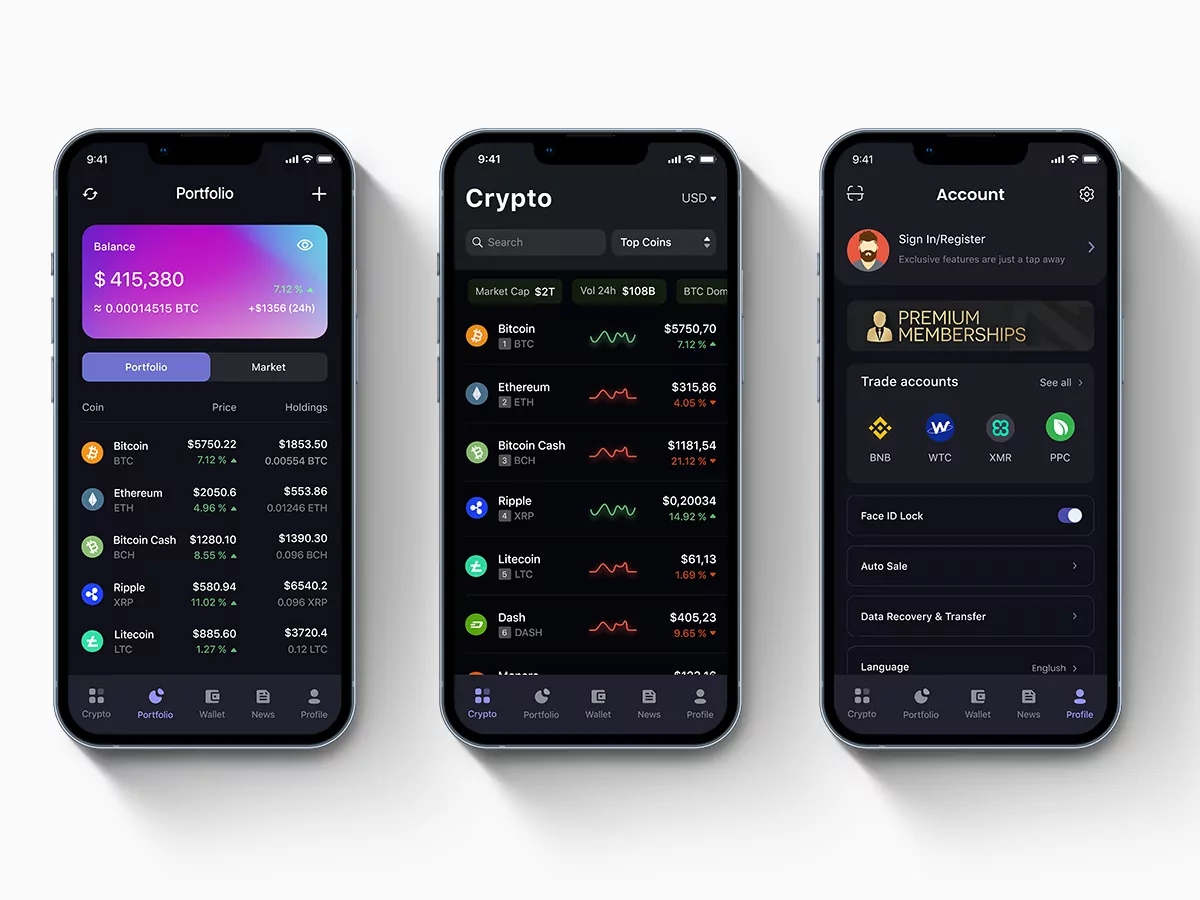 9:41
Portfolio
Balance
$ 415,380
7.12 %
≈ 0.00014515 BTC
+$1356 (24h)
Portfolio Market
Coin Price Holdings
Bitcoin $5750.22 $1853.50
BTC 7.12 % 0.00554 BTC
Ethereum $2050.6 $553.86
ETH 4.96 % 0.01246 ETH
Bitcoin Cash $1280.10 $1390.30
BCH 8.55 % 0.096 BCH
Ripple $580.94 $6540.2
XRP 11.02 % 0.096 XRP
Litecoin $885.60 $3720.4
LTC 1.27 % 0.12 LTC
Crypto Portfolio Wallet News Profile
9:41
Crypto
USD
Search
Top Coins
Market Cap $2T Vol 24h $108B BTC Dom
Bitcoin $5750,70
1 BTC 7.12 %
Ethereum $315,86
2 ETH 4.05 %
Bitcoin Cash $1181,54
3 BCH 21.12 %
Ripple $0,20034
4 XRP 14.92 %
Litecoin $61,13
5 LTC 1.69 %
Dash $405,23
6 DASH 9.65 %
Crypto Portfolio Wallet News Profile
9:41
Account
Sign In/Register
Exclusive features are just a tap away
PREMIUM
MEMBERSHIPS
Trade accounts See all
BNB WTC XMR PPC
Face ID Lock
Auto Sale
Data Recovery & Transfer
Language Englush
Crypto Portfolio Wallet News Profile